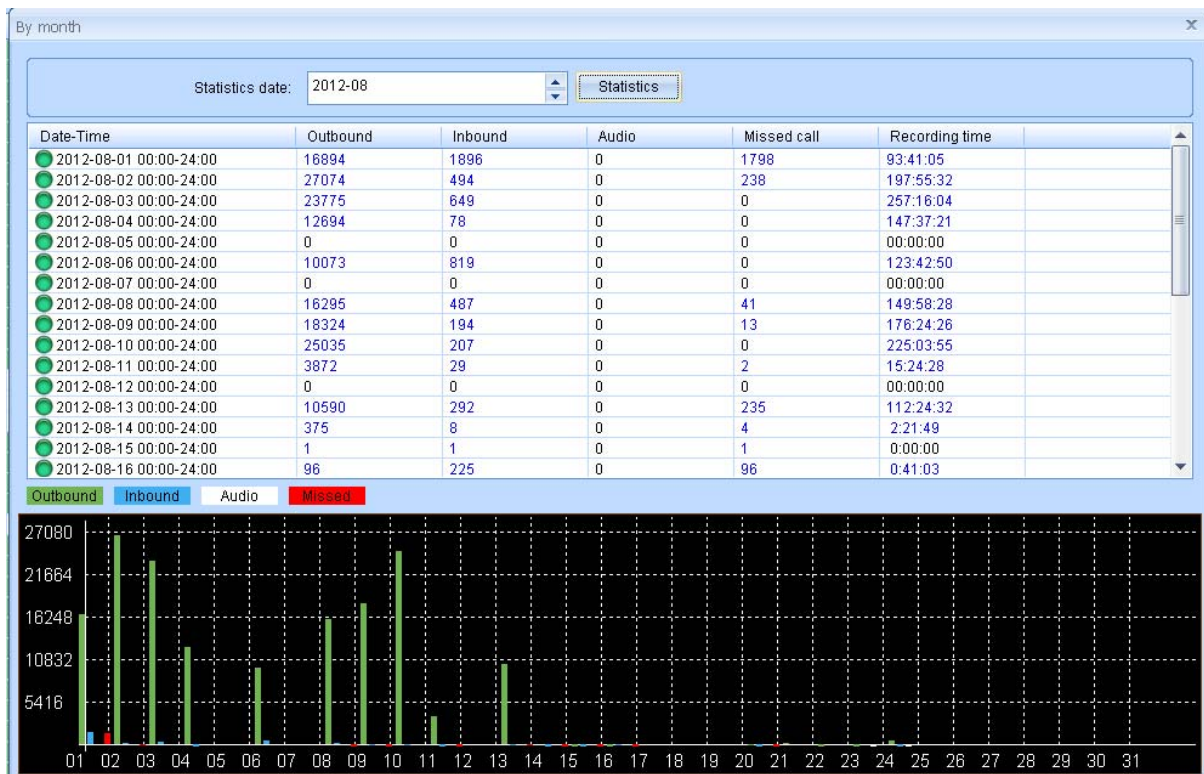 By month
Statistics date: 2012-08 Statistics
Date-Time Outbound Inbound Audio Missed call Recording time
2012-08-01 00:00-24:00 16894 1896 0 1798 93:41:05
2012-08-02 00:00-24:00 27074 494 0 238 197:55:32
2012-08-03 00:00-24:00 23775 649 0 0 257:16:04
2012-08-04 00:00-24:00 12694 78 0 0 147:37:21
2012-08-05 00:00-24:00 0 0 0 0 00:00:00
2012-08-06 00:00-24:00 10073 819 0 0 123:42:50
2012-08-07 00:00-24:00 0 0 0 0 00:00:00
2012-08-08 00:00-24:00 16295 487 0 41 149:58:28
2012-08-09 00:00-24:00 18324 194 0 13 176:24:26
2012-08-10 00:00-24:00 25035 207 0 0 225:03:55
2012-08-11 00:00-24:00 3872 29 0 2 15:24:28
2012-08-12 00:00-24:00 0 0 0 0 00:00:00
2012-08-13 00:00-24:00 10590 292 0 235 112:24:32
2012-08-14 00:00-24:00 375 8 0 4 2:21:49
2012-08-15 00:00-24:00 1 1 0 1 0:00:00
2012-08-16 00:00-24:00 96 225 0 96 0:41:03
Outbound Inbound Audio Missed
27080
21664
16248
10832
5416
01 02 03 04 05 06 07 08 09 10 11 12 13 14 15 16 17 18 19 20 21 22 23 24 25 26 27 28 29 30 31